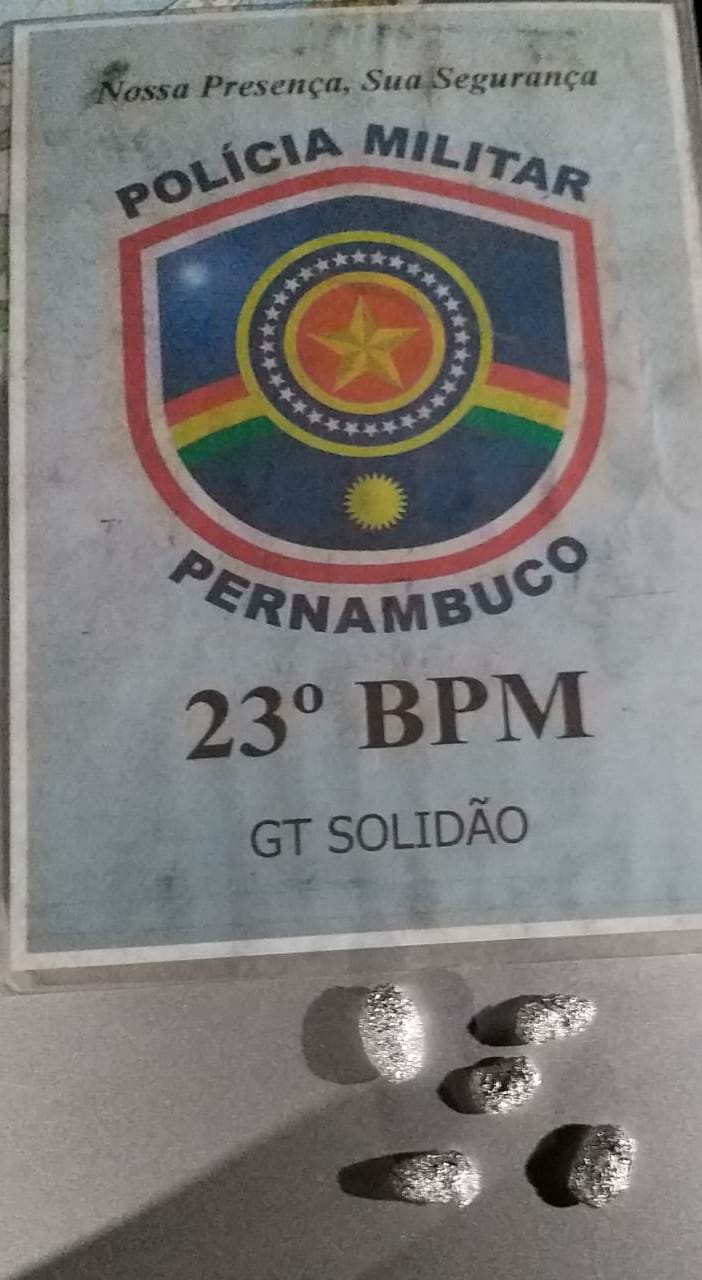 Nossa Presença, Sua Segurança
POLÍCIA MILITAR
PERNAMBUCO
23º BPM
GT SOLIDÃO